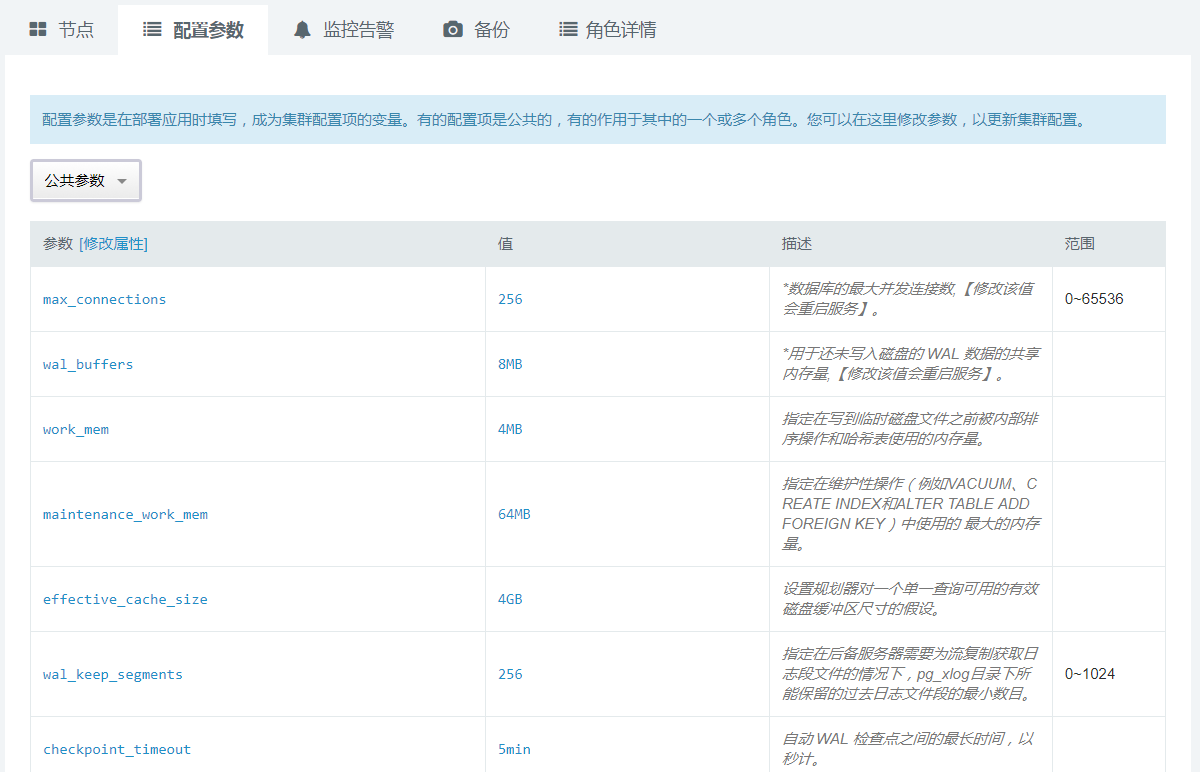 节点 配置参数 监控告警 备份 角色详情
配置参数是在部署应用时填写，成为集群配置项的变量。有的配置项是公共的，有的作用于其中的一个或多个角色。您可以在这里修改参数，以更新集群配置。
公共参数
参数 [修改属性] 值 描述 范围
max_connections 256 *数据库的最大并发连接数,【修改该值 0~65536
会重启服务】。
wal_buffers 8MB *用于还未写入磁盘的 WAL 数据的共享
内存量,【修改该值会重启服务】。
work_mem 4MB 指定在写到临时磁盘文件之前被内部排
序操作和哈希表使用的内存量。
maintenance_work_mem 64MB 指定在维护性操作（例如VACUUM、C
REATE INDEX和ALTER TABLE ADD
FOREIGN KEY）中使用的 最大的内存
量。
effective_cache_size 4GB 设置规划器对一个单一查询可用的有效
磁盘缓冲区尺寸的假设。
wal_keep_segments 256 指定在后备服务器需要为流复制获取日 0~1024
志段文件的情况下，pg_xlog目录下所
能保留的过去日志文件段的最小数目。
checkpoint_timeout 5min 自动 WAL 检查点之间的最长时间，以
秒计。